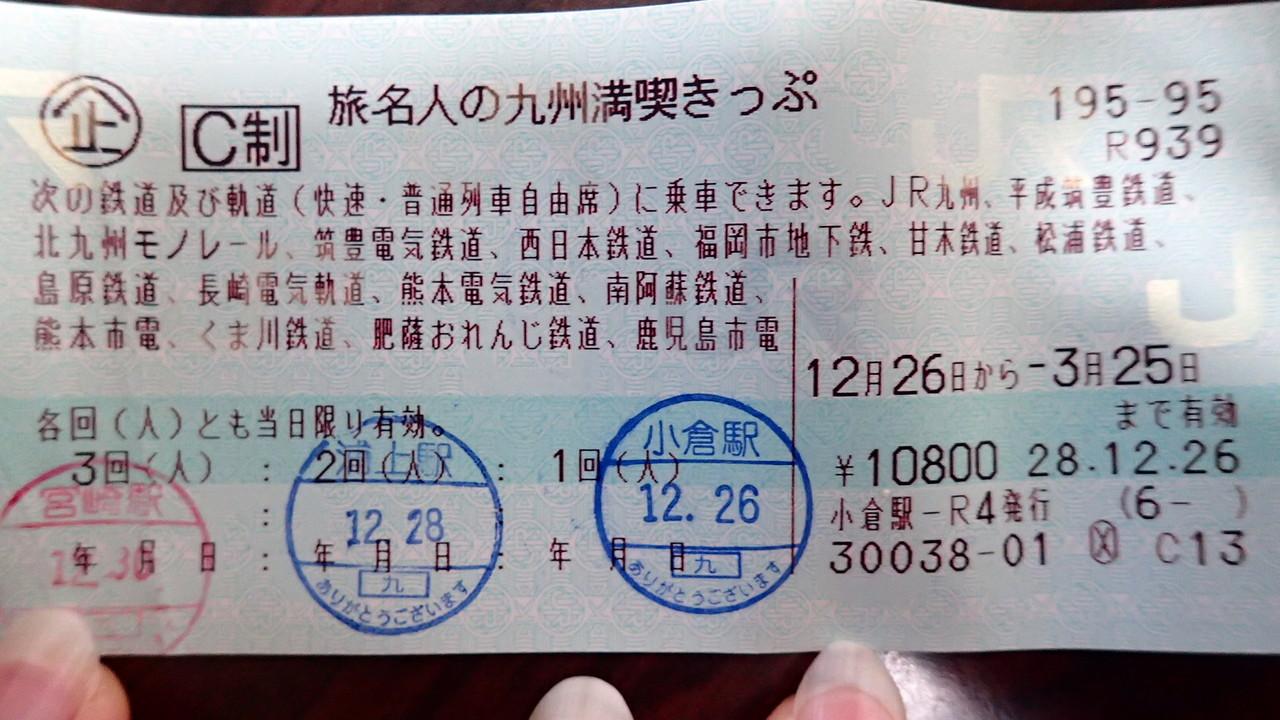 企 C制 旅名人の九州満喫きっぷ 195-95
R939
次の鉄道及び軌道（快速・普通列車自由席）に乗車できます。JR九州、平成筑豊鉄道、
北九州モノレール、筑豊電気鉄道、西日本鉄道、福岡市地下鉄、甘木鉄道、松浦鉄道、
島原鉄道、長崎電気軌道、熊本電気鉄道、南阿蘇鉄道、
熊本市電、くま川鉄道、肥薩おれんじ鉄道、鹿児島市電
12月26日から-3月25日
まで有効
各回（人）とも当日限り有効。
3回（人） : 2回（人） : 1回（人）
¥10800 28.12.26
小倉駅-R4発行 (6- )
年 月 日 : 年 月 日 : 年 月 日
30038-01 C13
宮崎駅
12.30
浦上駅
12.28
九
ありがとうございます
小倉駅
12.26
九
ありがとうございます